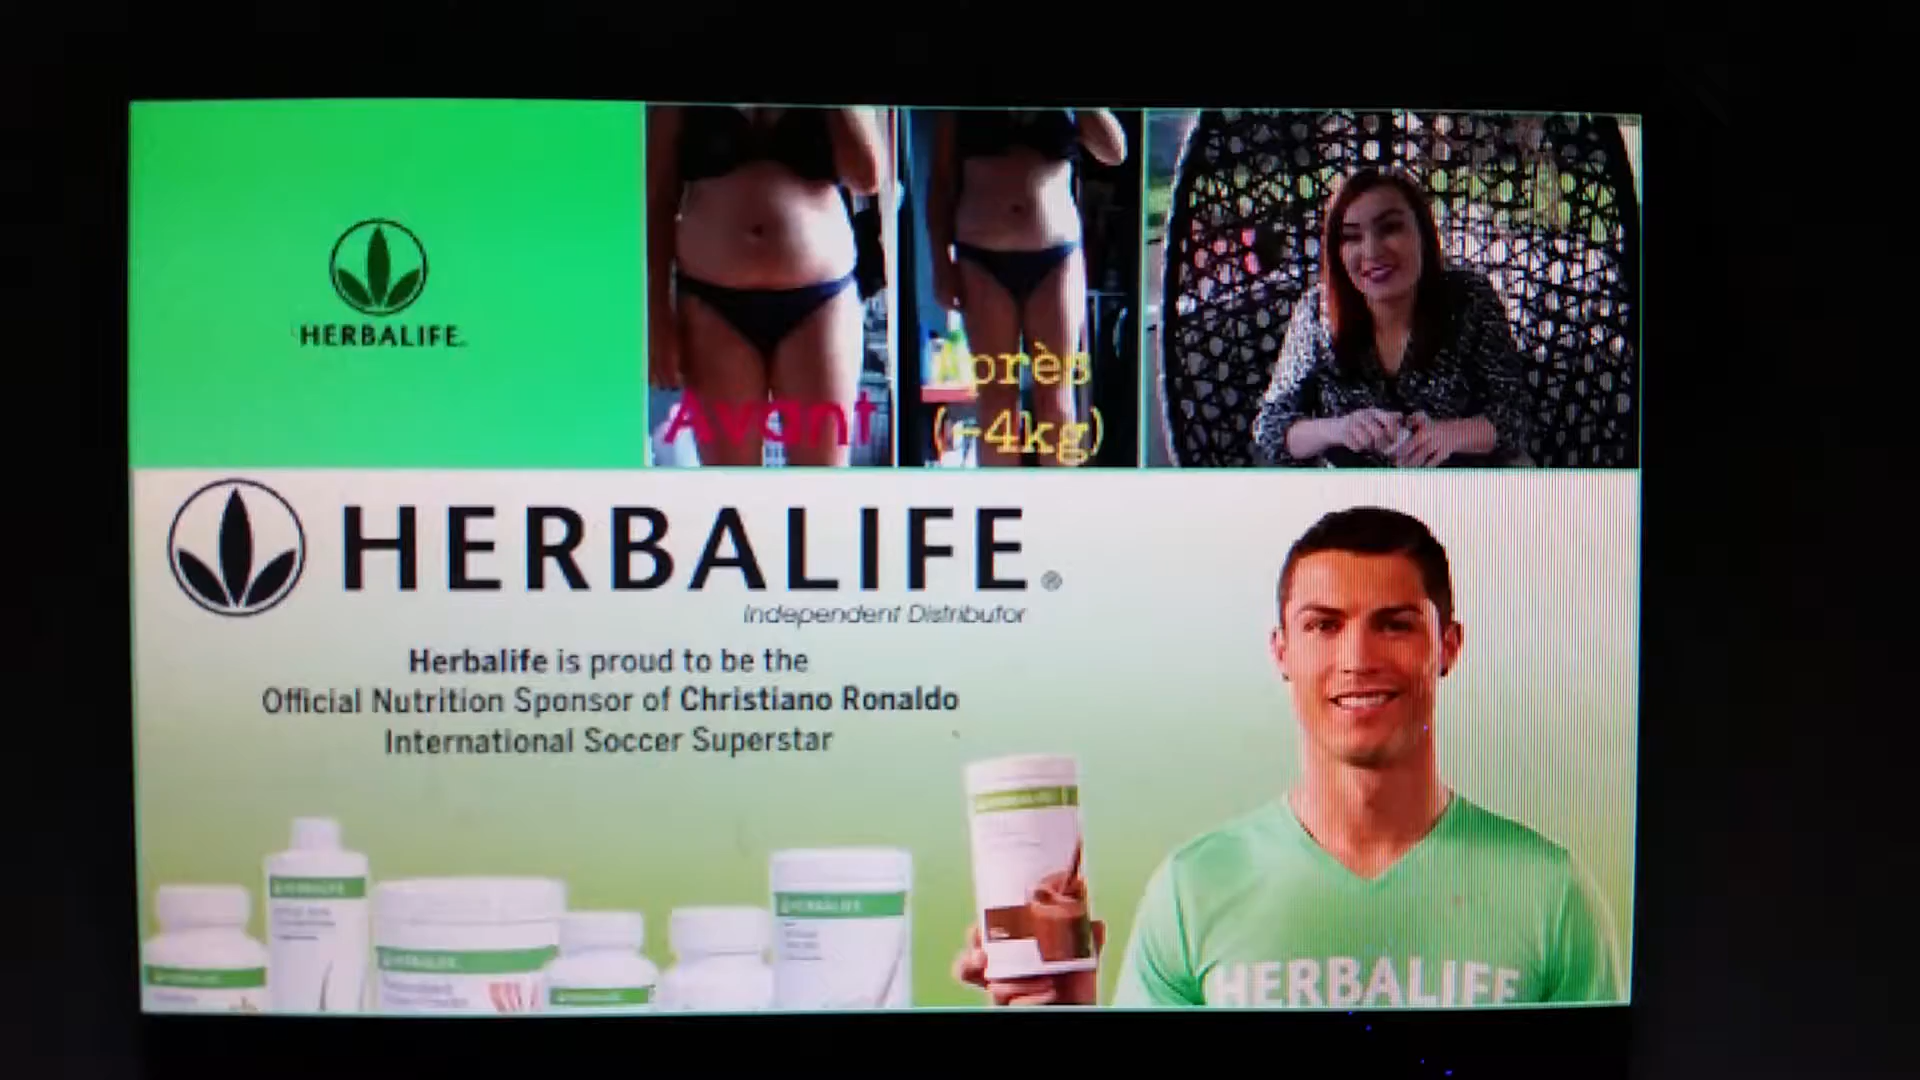 HERBALIFE.
Avant
Après
(-4kg)
HERBALIFE®
Independent Distributor
Herbalife is proud to be the
Official Nutrition Sponsor of Christiano Ronaldo
International Soccer Superstar
HERBALIFE
HERBALIFE